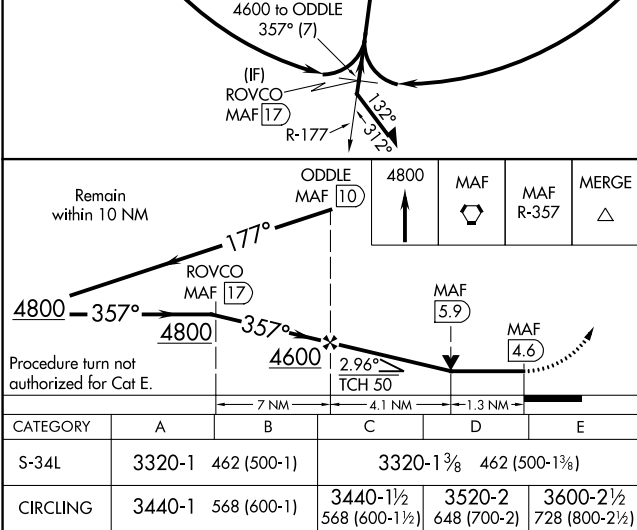 4600 to ODDLE
357° (7)
(IF)
ROVCO
MAF 17
R-177
132°
312°
Remain
within 10 NM
ODDLE
MAF 10
4800
MAF
MAF
R-357
MERGE
177°
ROVCO
MAF 17
4800
357°
4800
357°
4600
2.96°
TCH 50
MAF
5.9
MAF
4.6
Procedure turn not
authorized for Cat E.
7 NM
4.1 NM
1.3 NM
CATEGORY A B C D E
S-34L 3320-1 462 (500-1) 3320-1⅜ 462 (500-1⅜)
CIRCLING 3440-1 568 (600-1) 3440-1½ 568 (600-1½) 3520-2 648 (700-2) 3600-2½ 728 (800-2½)